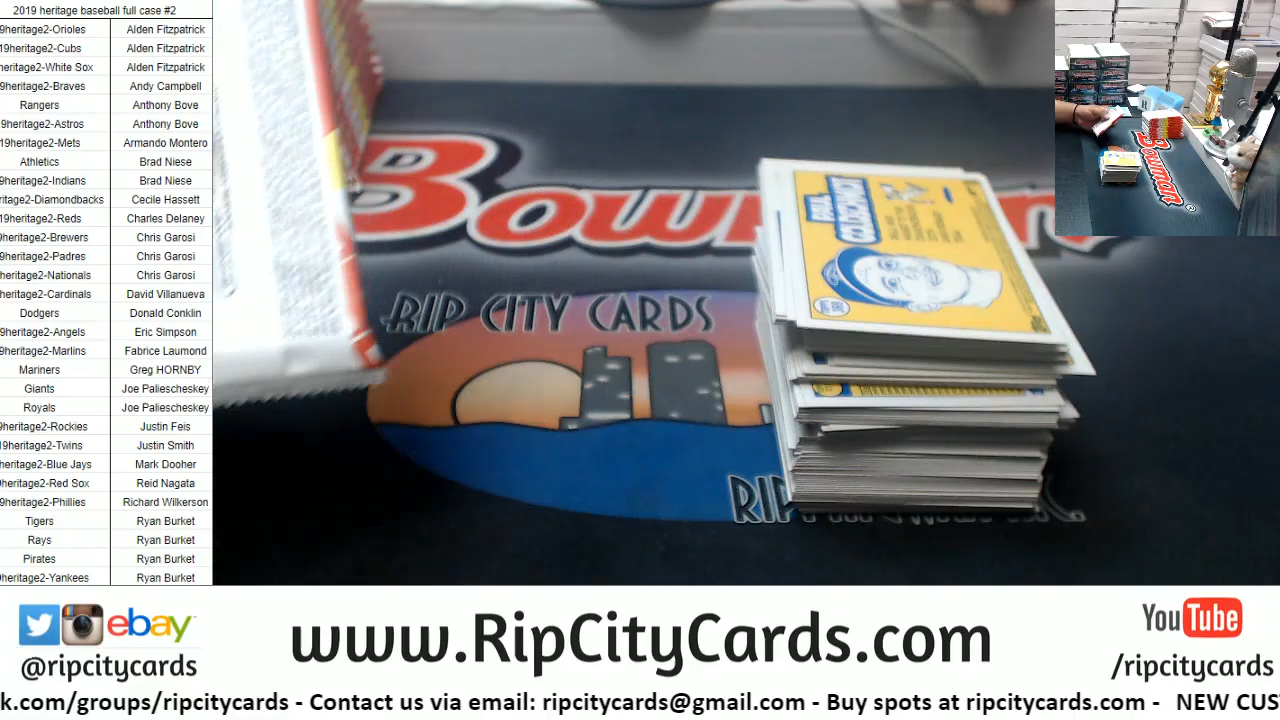 2019 heritage baseball full case #2
9heritage2-Orioles Alden Fitzpatrick
19heritage2-Cubs Alden Fitzpatrick
heritage2-White Sox Alden Fitzpatrick
9heritage2-Braves Andy Campbell
Rangers Anthony Bove
9heritage2-Astros Anthony Bove
19heritage2-Mets Armando Montero
Athletics Brad Niese
9heritage2-Indians Brad Niese
ritage2-Diamondbacks Cecile Hassett
19heritage2-Reds Charles Delaney
9heritage2-Brewers Chris Garosi
9heritage2-Padres Chris Garosi
heritage2-Nationals Chris Garosi
heritage2-Cardinals David Villanueva
Dodgers Donald Conklin
9heritage2-Angels Eric Simpson
9heritage2-Marlins Fabrice Laumond
Mariners Greg HORNBY
Giants Joe Paliescheskey
Royals Joe Paliescheskey
9heritage2-Rockies Justin Feis
19heritage2-Twins Justin Smith
heritage2-Blue Jays Mark Dooher
9heritage2-Red Sox Reid Nagata
9heritage2-Phillies Richard Wilkerson
Tigers Ryan Burket
Rays Ryan Burket
Pirates Ryan Burket
9heritage2-Yankees Ryan Burket
Bowman
RIP CITY CARDS
RIP
Bowman
ebay
@ripcitycards
www.RipCityCards.com
YouTube
/ripcitycards
k.com/groups/ripcitycards - Contact us via email: ripcitycards@gmail.com - Buy spots at ripcitycards.com - NEW CUS